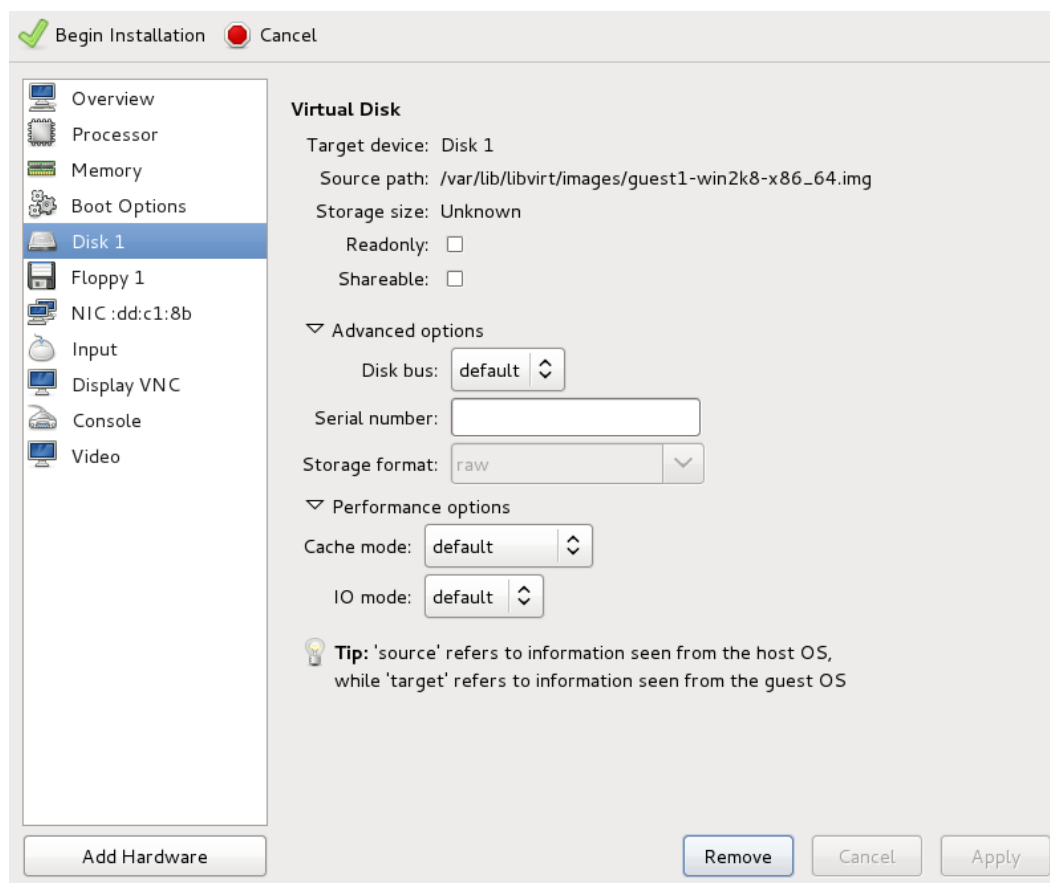 Begin Installation Cancel
Overview
Processor
Memory
Boot Options
Disk 1
Floppy 1
NIC :dd:c1:8b
Input
Display VNC
Console
Video
Add Hardware
Virtual Disk
Target device: Disk 1
Source path: /var/lib/libvirt/images/guest1-win2k8-x86_64.img
Storage size: Unknown
Readonly:
Shareable:
Advanced options
Disk bus: default
Serial number:
Storage format: raw
Performance options
Cache mode: default
IO mode: default
Tip: 'source' refers to information seen from the host OS,
while 'target' refers to information seen from the guest OS
Remove Cancel Apply